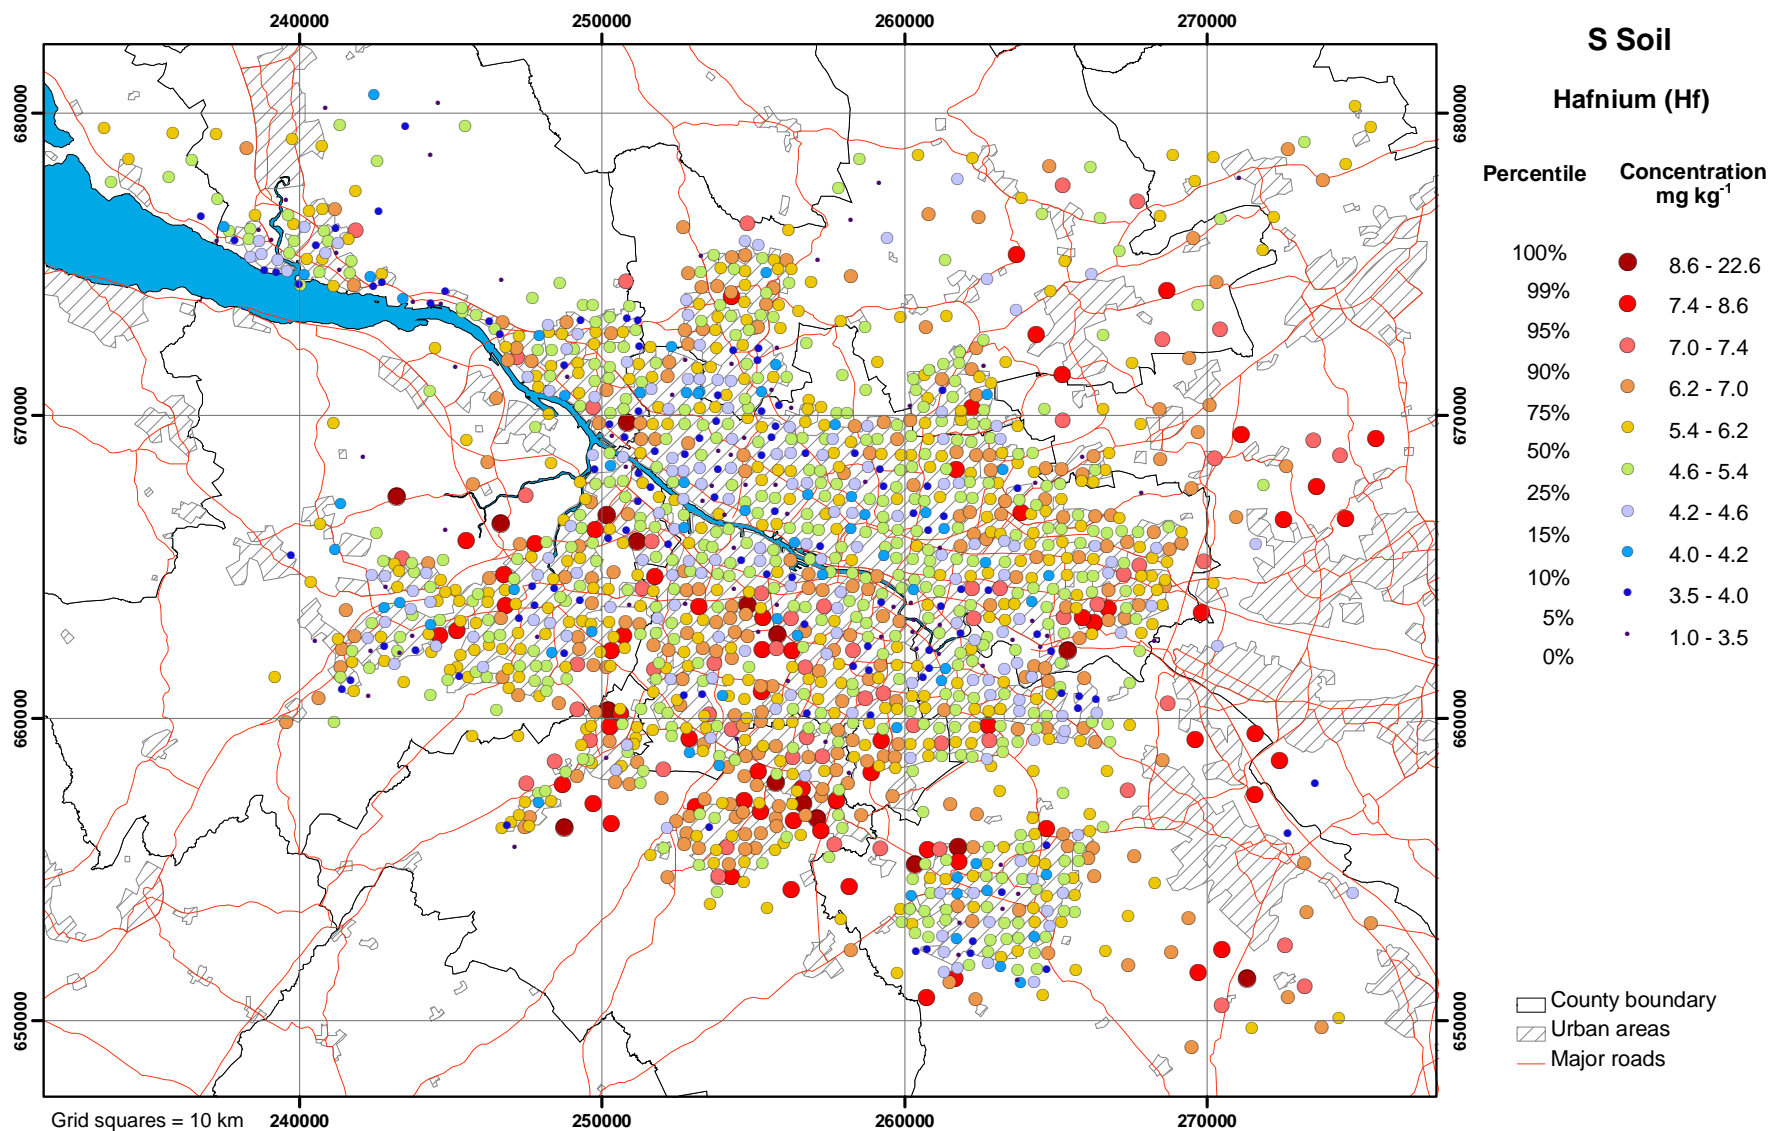 240000 250000 260000 270000
S Soil
Hafnium (Hf)
680000 680000
Percentile Concentration
mg kg-1
100% 8.6 - 22.6
99% 7.4 - 8.6
95% 7.0 - 7.4
90% 6.2 - 7.0
75% 5.4 - 6.2
50% 4.6 - 5.4
25% 4.2 - 4.6
15% 4.0 - 4.2
10% 3.5 - 4.0
5% 1.0 - 3.5
0%
670000 670000
660000 660000
650000 650000
County boundary
Urban areas
Major roads
Grid squares = 10 km
240000 250000 260000 270000